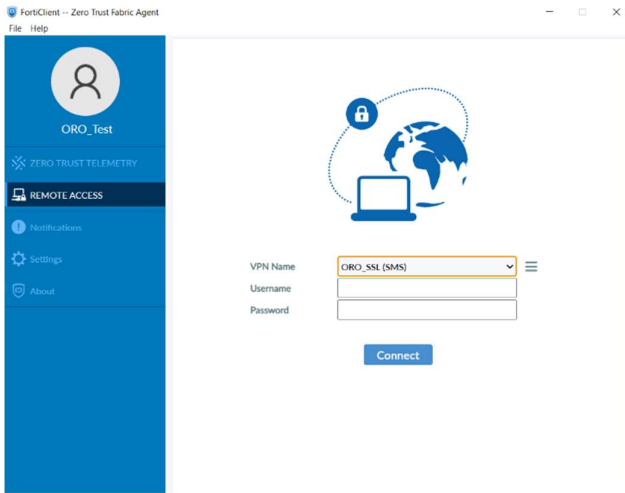 FortiClient -- Zero Trust Fabric Agent
File Help
ORO_Test
ZERO TRUST TELEMETRY
REMOTE ACCESS
Notifications
Settings
About
VPN Name
ORO_SSL (SMS)
Username
Password
Connect